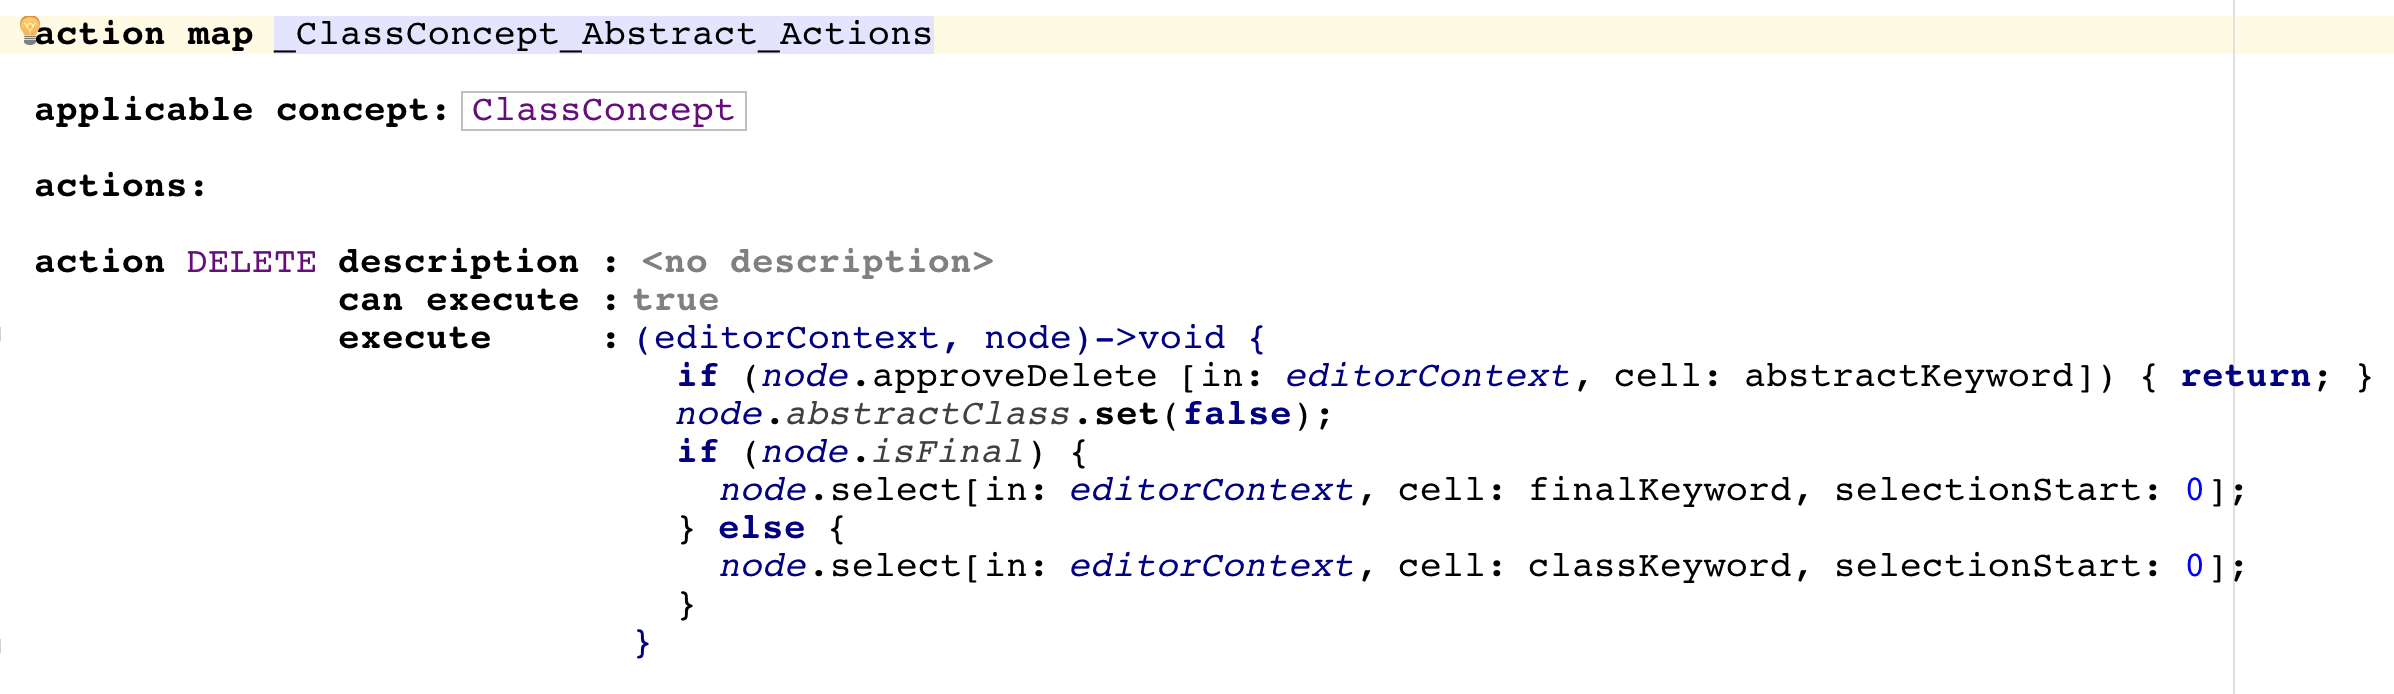 action map _ClassConcept_Abstract_Actions
applicable concept: ClassConcept
actions:
action DELETE description : <no description>
can execute : true
execute : (editorContext, node)->void {
if (node.approveDelete [in: editorContext, cell: abstractKeyword]) { return; }
node.abstractClass.set(false);
if (node.isFinal) {
node.select[in: editorContext, cell: finalKeyword, selectionStart: 0];
} else {
node.select[in: editorContext, cell: classKeyword, selectionStart: 0];
}
}